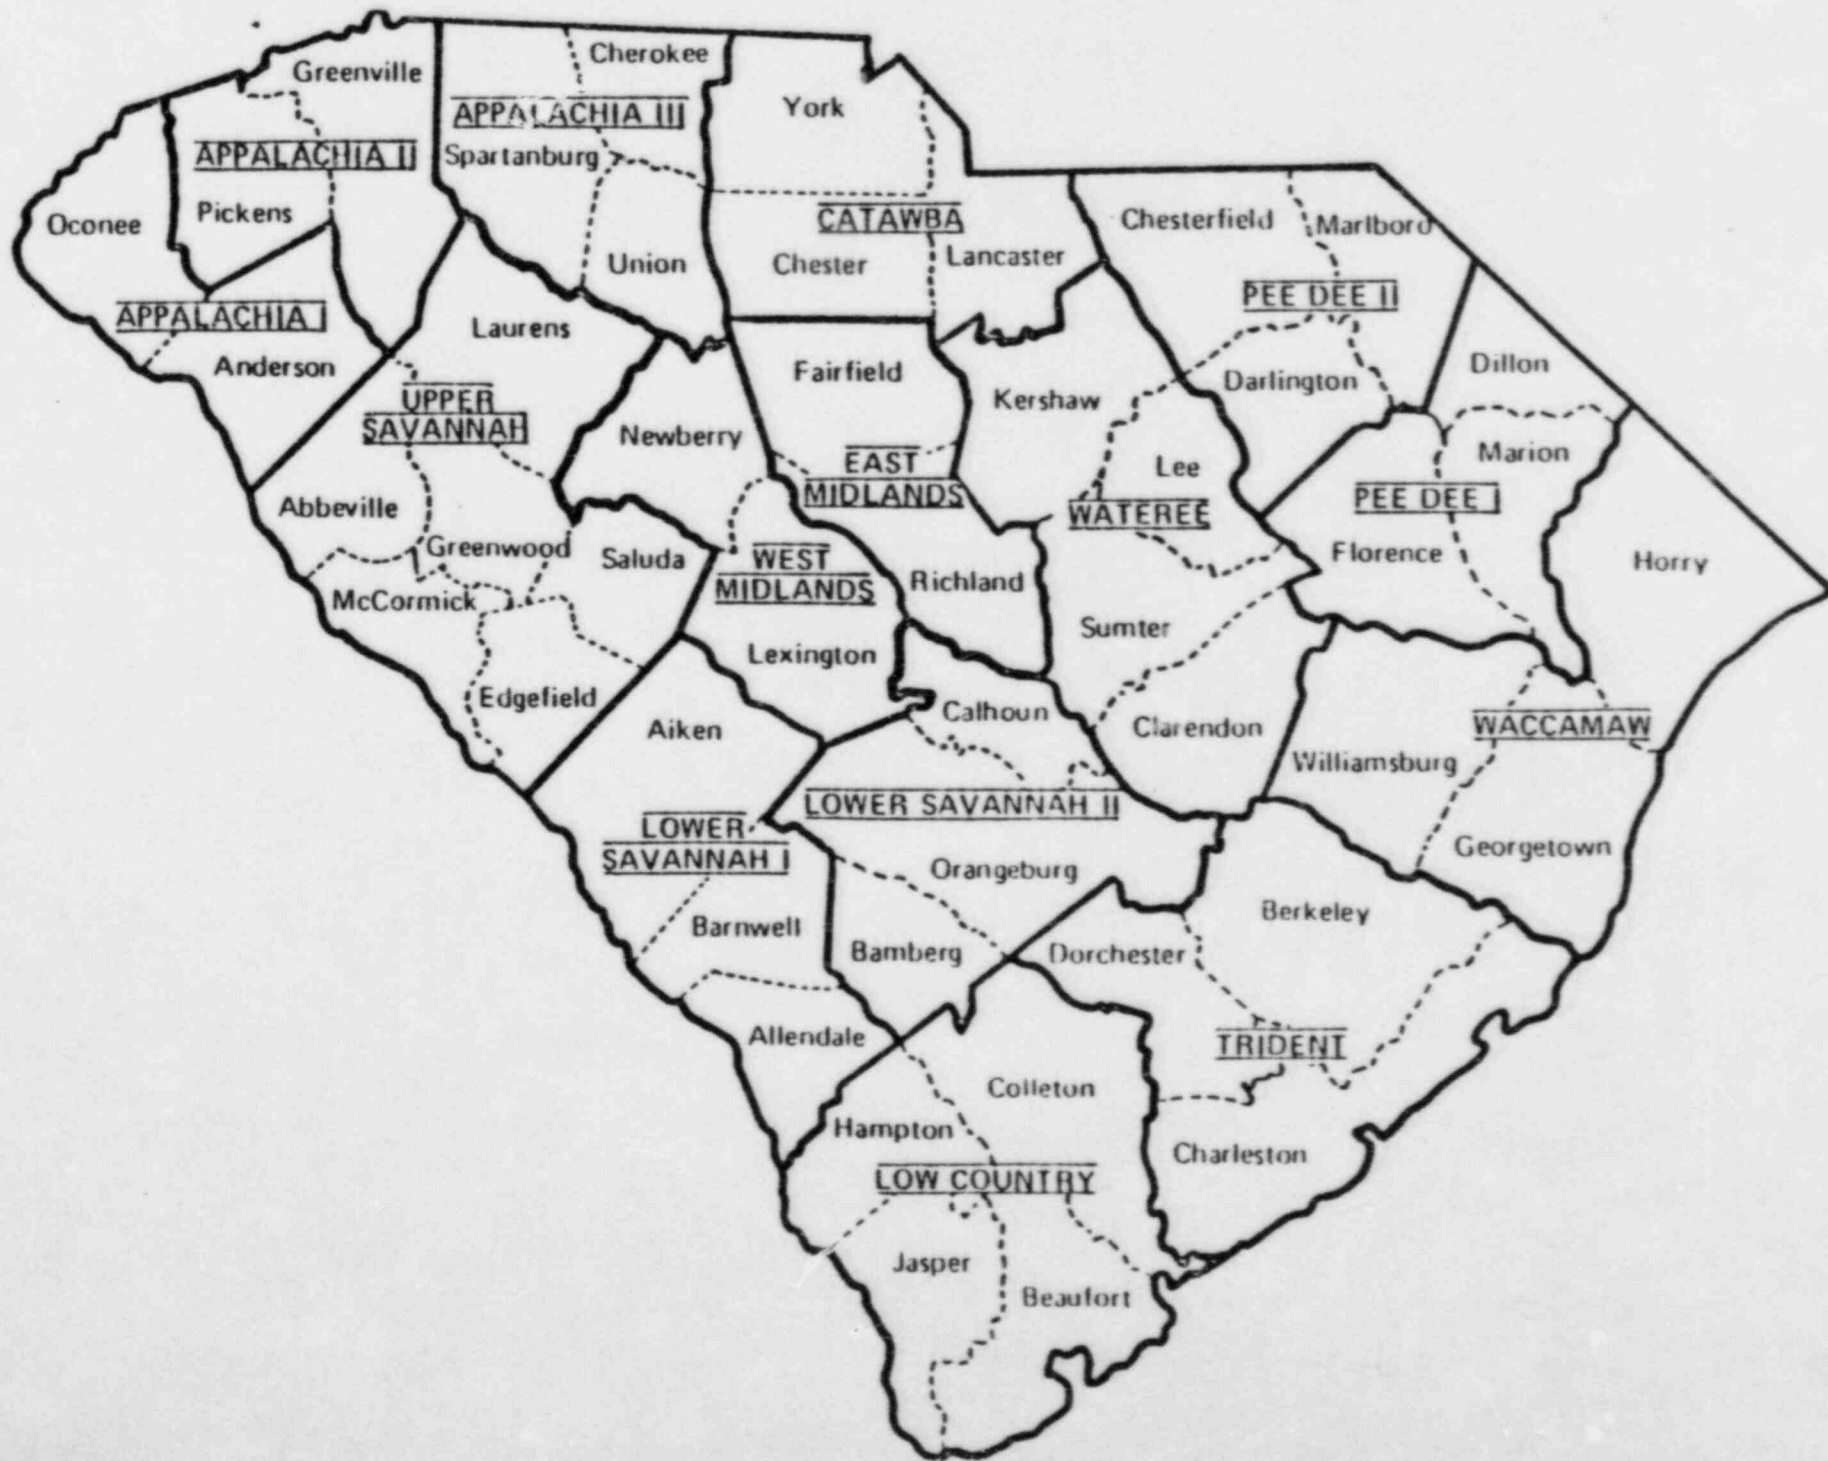 Cherokee
Greenville
APPALACHIA III
York
APPALACHIA II
Spartanburg
Oconee
Pickens
CATAWBA
Chesterfield
Marlbord
Union
Chester
Lancaster
PEE DEE II
APPALACHIA I
Laurens
Anderson
Fairfield
Dillon
Darlington
UPPER
SAVANNAH
Kershaw
Newberry
Marion
EAST
MIDLANDS
Lee
PEE DEE I
Abbeville
WATEREE
Greenwood
Saluda
WEST
MIDLANDS
Florence
Horry
Richland
McCormick
Sumter
Lexington
Edgefield
Calhoun
Aiken
Clarendon
WACCAMAW
Williamsburg
LOWER SAVANNAH II
LOWER
SAVANNAH I
Georgetown
Orangeburg
Berkeley
Barnwell
Bamberg
Dorchester
Allendale
TRIDENT
Colleton
Hampton
Charleston
LOW COUNTRY
Jasper
Beaufort